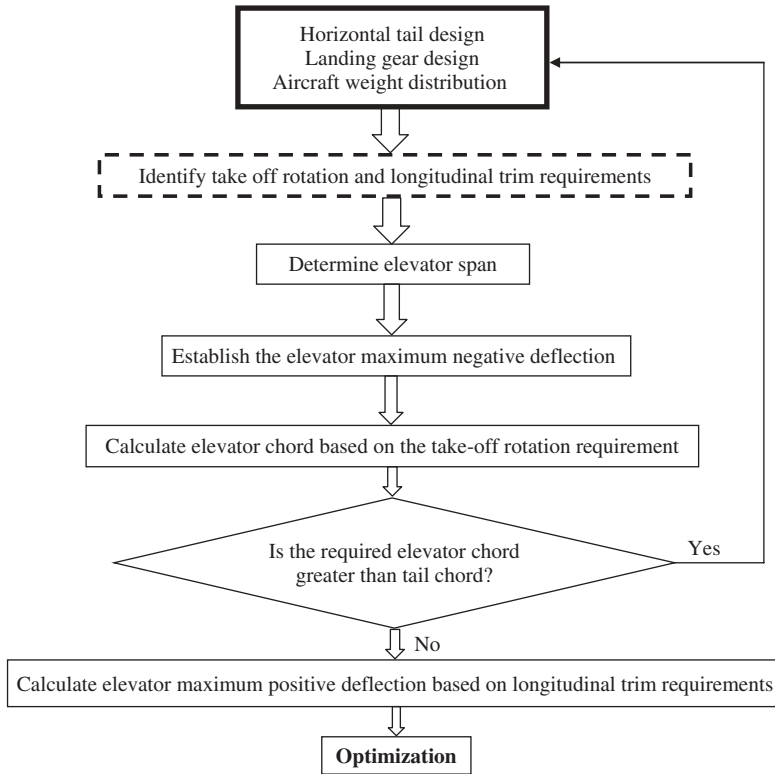 Horizontal tail design
Landing gear design
Aircraft weight distribution
Identify take off rotation and longitudinal trim requirements
Determine elevator span
Establish the elevator maximum negative deflection
Calculate elevator chord based on the take-off rotation requirement
Is the required elevator chord
greater than tail chord?
Yes
No
Calculate elevator maximum positive deflection based on longitudinal trim requirements
Optimization